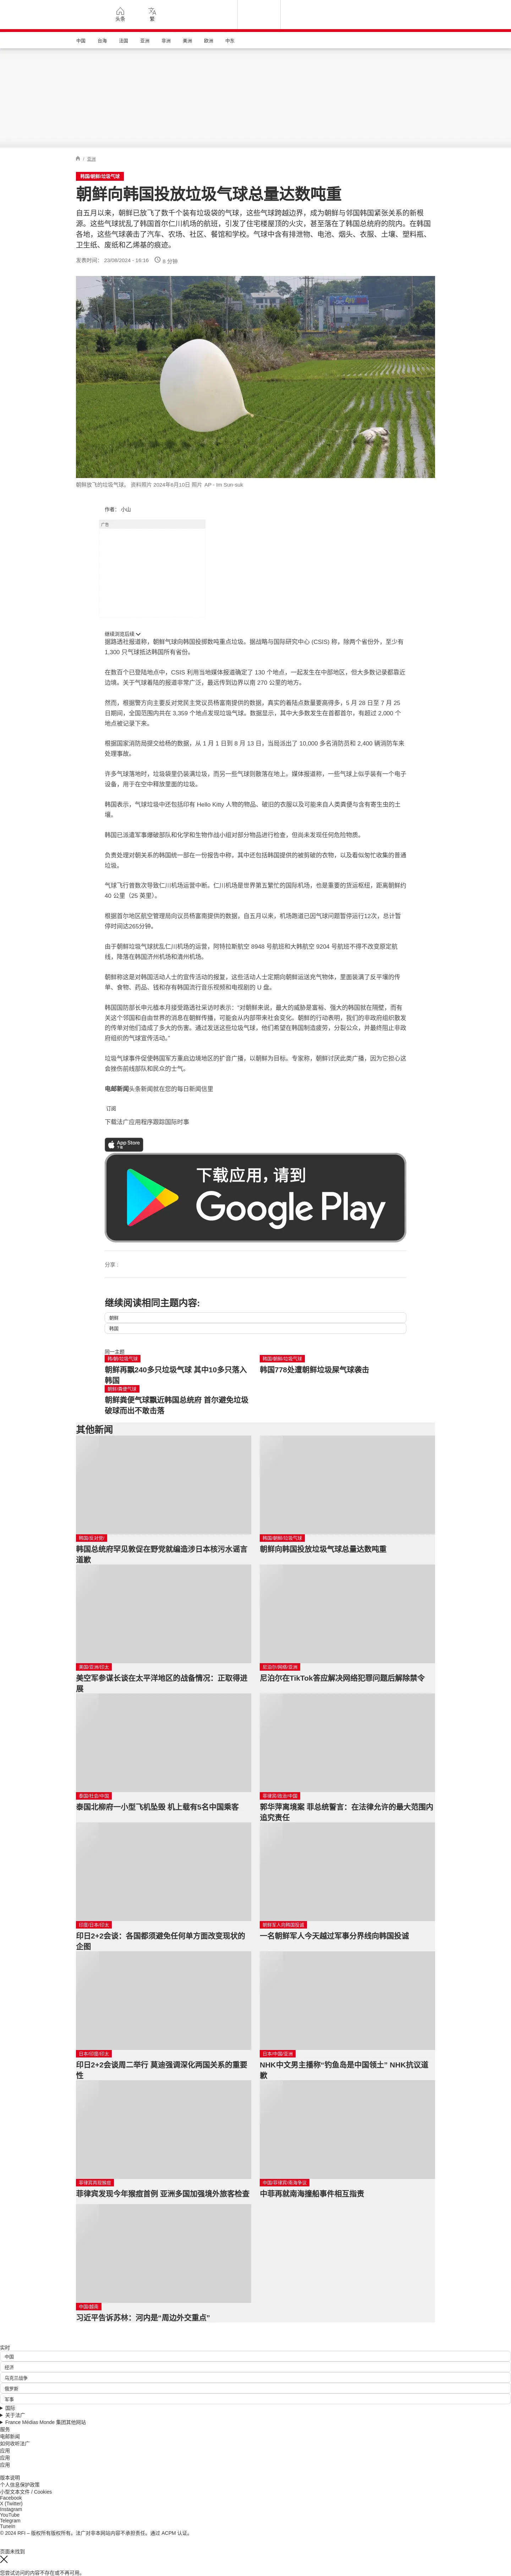 头条
繁
中国
台海
法国
亚洲
非洲
美洲
欧洲
中东
/ 亚洲
韩国/朝鲜/垃圾气球
朝鲜向韩国投放垃圾气球总量达数吨重
自五月以来，朝鲜已放飞了数千个装有垃圾袋的气球，这些气球跨越边界，成为朝鲜与邻国韩国紧张关系的新根
源。这些气球扰乱了韩国首尔仁川机场的航班，引发了住宅楼屋顶的火灾，甚至落在了韩国总统府的院内。在韩国
各地，这些气球袭击了汽车、农场、社区、餐馆和学校。气球中含有排泄物、电池、烟头、衣服、土壤、塑料瓶、
卫生纸、废纸和乙烯基的痕迹。
发表时间： 23/08/2024 - 16:16
8 分钟
朝鲜放飞的垃圾气球， 资料照片 2024年6月10日 照片 AP - Im Sun-suk
作者： 小山
广告
继续浏览后续
据路透社报道称，朝鲜气球向韩国投掷数吨重点垃圾。据战略与国际研究中心 (CSIS) 称，除两个省份外，至少有
1,300 只气球抵达韩国所有省份。
在数百个已登陆地点中，CSIS 利用当地媒体报道确定了 130 个地点，一起发生在中部地区，但大多数记录都靠近
边境。关于气球着陆的报道非常广泛，最远传到边界以南 270 公里的地方。
然而，根据警方向主要反对党民主党议员杨富南提供的数据，真实的着陆点数量要高得多，5 月 28 日至 7 月 25
日期间，全国范围内共在 3,359 个地点发现垃圾气球。数据显示，其中大多数发生在首都首尔，有超过 2,000 个
地点被记录下来。
根据国家消防局提交给杨的数据，从 1 月 1 日到 8 月 13 日，当局派出了 10,000 多名消防员和 2,400 辆消防车来
处理事故。
许多气球落地时，垃圾袋里仍装满垃圾，而另一些气球则散落在地上。媒体报道称，一些气球上似乎装有一个电子
设备，用于在空中释放里面的垃圾。
韩国表示，气球垃圾中还包括印有 Hello Kitty 人物的物品、破旧的衣服以及可能来自人类粪便与含有寄生虫的土
壤。
韩国已派遣军事爆破部队和化学和生物作战小组对部分物品进行检查，但尚未发现任何危险物质。
负责处理对朝关系的韩国统一部在一份报告中称，其中还包括韩国提供的被剪破的衣物，以及看似匆忙收集的普通
垃圾。
气球飞行曾数次导致仁川机场运营中断。仁川机场是世界第五繁忙的国际机场，也是重要的货运枢纽，距离朝鲜约
40 公里（25 英里）。
根据首尔地区航空管理局向议员杨富南提供的数据，自五月以来，机场跑道已因气球问题暂停运行12次，总计暂
停时间达265分钟。
由于朝鲜垃圾气球扰乱仁川机场的运营，阿特拉斯航空 8948 号航班和大韩航空 9204 号航班不得不改变原定航
线，降落在韩国济州机场和清州机场。
朝鲜称这是对韩国活动人士的宣传活动的报复，这些活动人士定期向朝鲜运送充气物体，里面装满了反平壤的传
单、食物、药品、钱和存有韩国流行音乐视频和电视剧的 U 盘。
韩国国防部长申元植本月接受路透社采访时表示：“对朝鲜来说，最大的威胁是富裕、强大的韩国就在隔壁，而有
关这个邻国和自由世界的消息在朝鲜传播，可能会从内部带来社会变化。朝鲜的行动表明，我们的非政府组织散发
的传单对他们造成了多大的伤害。通过发送这些垃圾气球，他们希望在韩国制造疲劳，分裂公众，并最终阻止非政
府组织的气球宣传活动。”
垃圾气球事件促使韩国军方重启边境地区的扩音广播，以朝鲜为目标。专家称，朝鲜讨厌此类广播，因为它担心这
会挫伤前线部队和民众的士气。
电邮新闻头条新闻就在您的每日新闻信里
订阅
下载法广应用程序跟踪国际时事
App Store
下载应用，请到
Google Play
分享 :
继续阅读相同主题内容:
朝鲜
韩国
同一主题
韩/朝/垃圾气球
朝鲜再飘240多只垃圾气球 其中10多只落入
韩国
韩国/朝鲜/垃圾气球
韩国778处遭朝鲜垃圾屎气球袭击
朝鲜/粪便气球
朝鲜粪便气球飘近韩国总统府 首尔避免垃圾
破球而出不敢击落
其他新闻
韩国/反对党/
韩国总统府罕见敦促在野党就编造涉日本核污水谣言
道歉
韩国/朝鲜/垃圾气球
朝鲜向韩国投放垃圾气球总量达数吨重
美国/亚洲/印太
美空军参谋长谈在太平洋地区的战备情况：正取得进
展
尼泊尔/网络/亚洲
尼泊尔在TikTok答应解决网络犯罪问题后解除禁令
泰国/社会/中国
泰国北柳府一小型飞机坠毁 机上载有5名中国乘客
菲律宾/政治/中国
郭华萍离境案 菲总统誓言：在法律允许的最大范围内
追究责任
印度/日本/印太
印日2+2会谈：各国都须避免任何单方面改变现状的
企图
朝鲜军人向韩国投诚
一名朝鲜军人今天越过军事分界线向韩国投诚
日本/印度/印太
印日2+2会谈周二举行 莫迪强调深化两国关系的重要
性
日本/中国/亚洲
NHK中文男主播称“钓鱼岛是中国领土” NHK抗议道
歉
菲律宾再现猴痘
菲律宾发现今年猴痘首例 亚洲多国加强境外旅客检查
中国/菲律宾/南海争议
中菲再就南海撞船事件相互指责
中国/越南
习近平告诉苏林：河内是“周边外交重点”
实时
中国
经济
乌克兰战争
俄罗斯
军事
国际
关于法广
France Médias Monde 集团其他网站
服务
电邮新闻
如何收听法广
应用
应用
应用
版本说明
个人信息保护政策
小型文本文件 / Cookies
Facebook
X (Twitter)
Instagram
YouTube
Telegram
TuneIn
© 2024 RFI – 版权所有版权所有。法广对非本网站内容不承担责任。通过 ACPM 认证。
页面未找到
您尝试访问的内容不存在或不再可用。